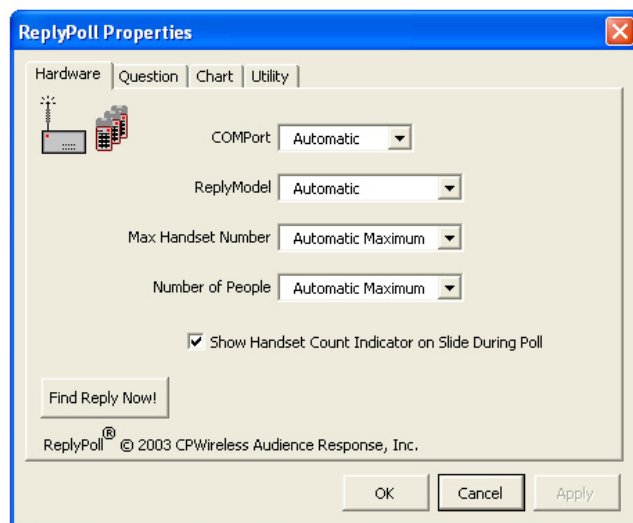 ReplyPoll Properties
Hardware Question Chart Utility
COMPort Automatic
ReplyModel Automatic
Max Handset Number Automatic Maximum
Number of People Automatic Maximum
Show Handset Count Indicator on Slide During Poll
Find Reply Now!
ReplyPoll® © 2003 CPWireless Audience Response, Inc.
OK Cancel Apply